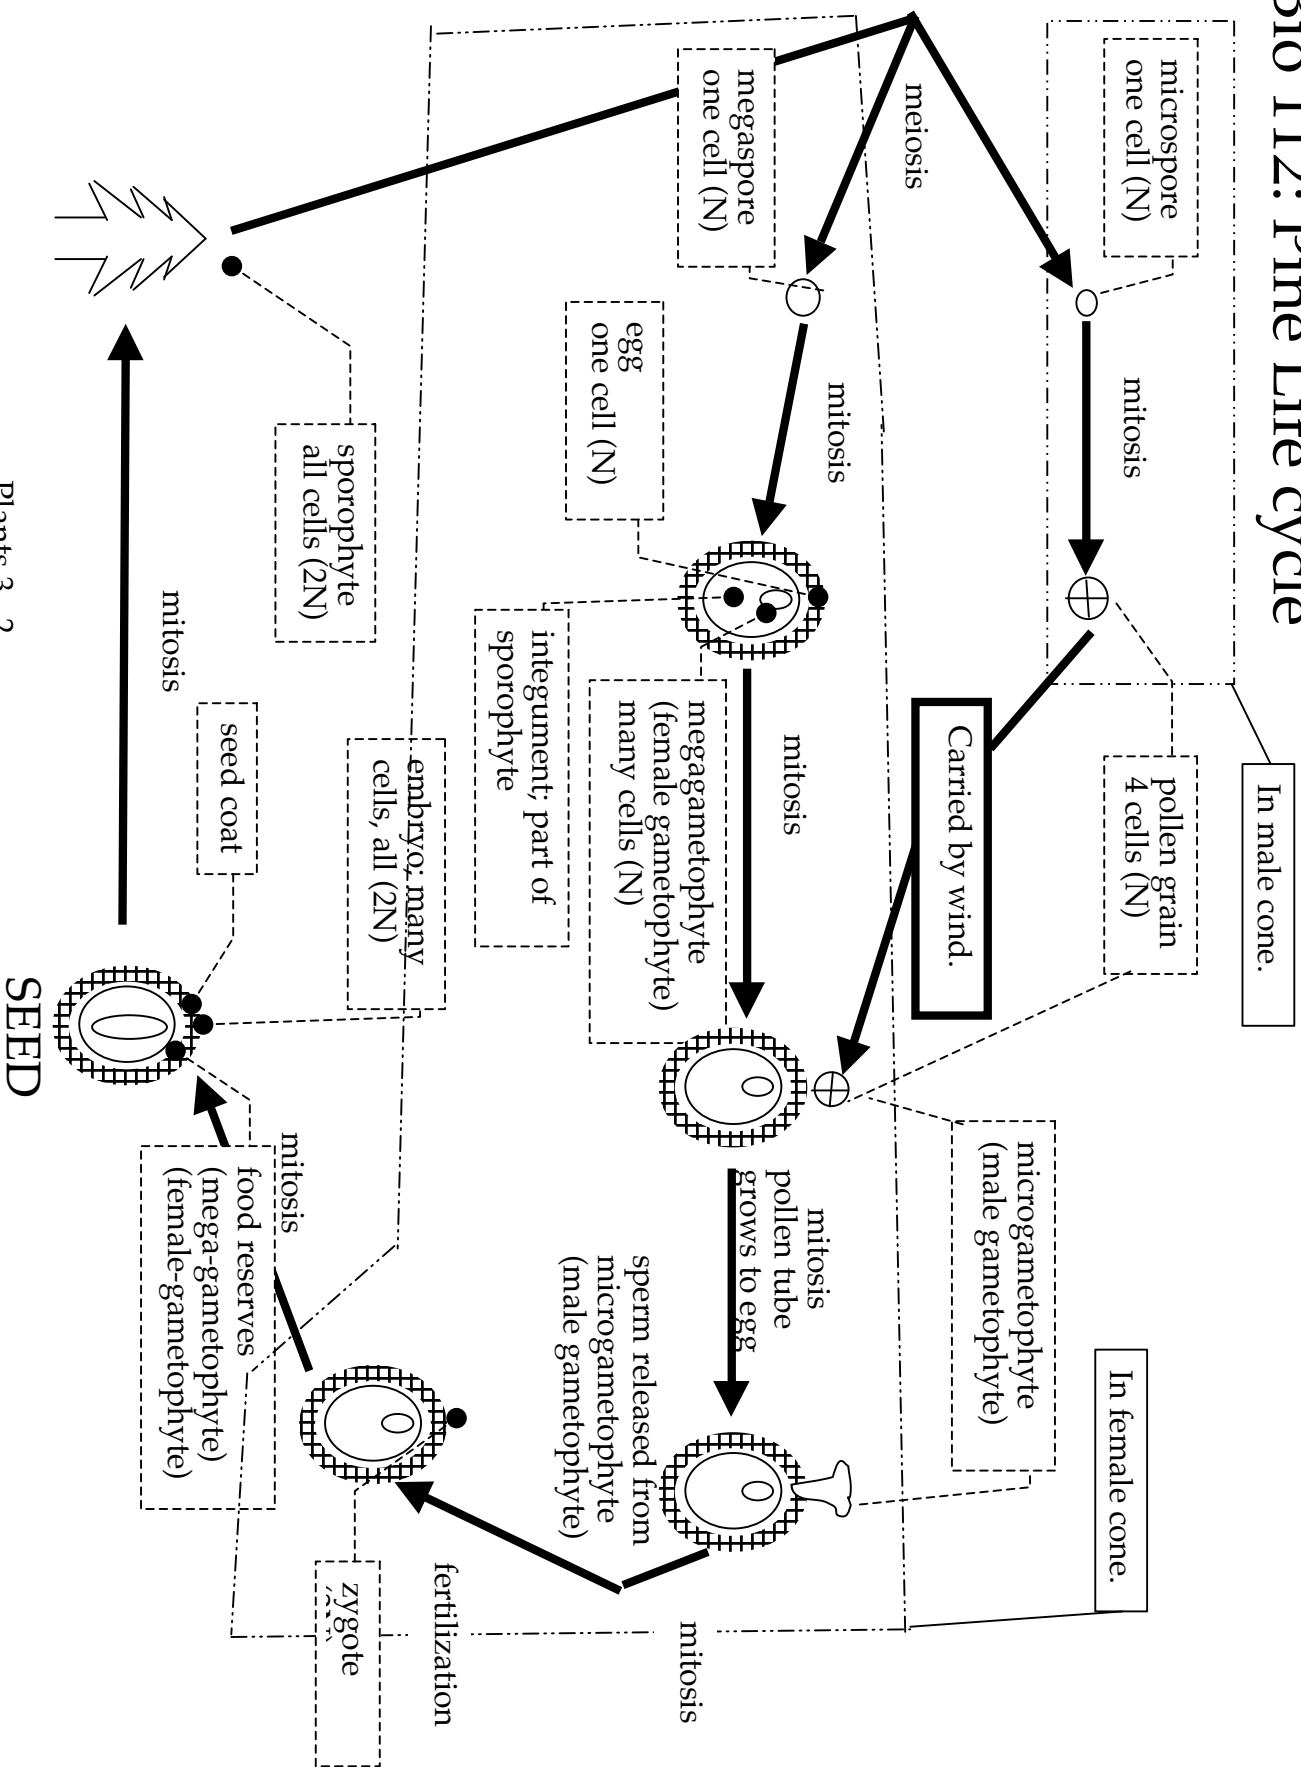 Bio 112: Pine Life cycle
In male cone.
microspore
one cell (N)
mitosis
pollen grain
4 cells (N)
In female cone.
meiosis
Carried by wind.
microgametophyte
(male gametophyte)
megaspore
one cell (N)
mitosis
mitosis
mitosis
pollen tube
grows to egg
egg
one cell (N)
megagametophyte
(female gametophyte)
many cells (N)
sperm released from
microgametophyte
(male gametophyte)
mitosis
integument; part of
sporophyte
fertilization
sporophyte
all cells (2N)
embryo; many
cells, all (2N)
zygote
mitosis
seed coat
food reserves
(mega-gametophyte)
(female-gametophyte)
mitosis
SEED
Plants 3 - 2